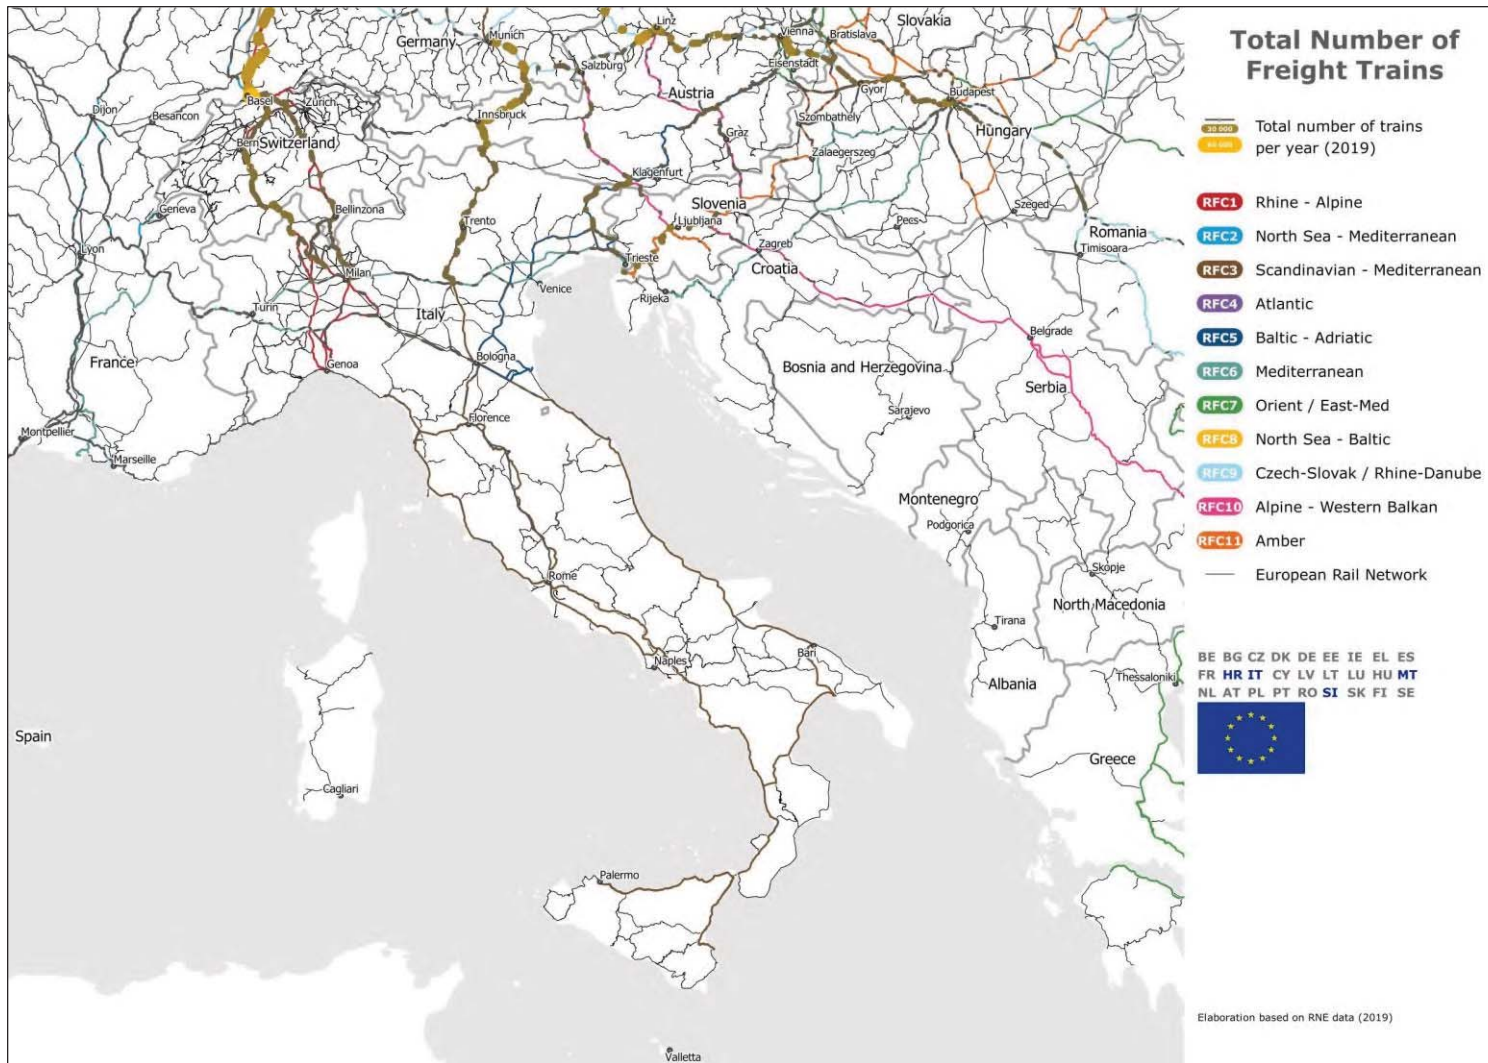 Total Number of
Freight Trains
30 000
Total number of trains
per year (2019)
RFC1 Rhine - Alpine
RFC2 North Sea - Mediterranean
RFC3 Scandinavian - Mediterranean
RFC4 Atlantic
RFC5 Baltic - Adriatic
RFC6 Mediterranean
RFC7 Orient / East-Med
RFC8 North Sea - Baltic
RFC9 Czech-Slovak / Rhine-Danube
RFC10 Alpine - Western Balkan
RFC11 Amber
European Rail Network
BE BG CZ DK DE EE IE EL ES
FR HR IT CY LV LT LU HU MT
NL AT PL PT RO SI SK FI SE
Elaboration based on RNE data (2019)
Linz
Slovakia
Vienna
Bratislava
Germany
Munich
Salzburg
Eisenstadt
Austria
Gyor
Budapest
Dijon
Besancon
Basel
Zürich
Innsbruck
Szombathely
Hungary
Bern
Switzerland
Graz
Zalaegerszeg
Klagenfurt
Geneva
Bellinzona
Trento
Slovenia
Ljubljana
Pecs
Szeged
Romania
Timisoara
Lyon
Milan
Trieste
Zagreb
Croatia
Venice
Rijeka
Turin
Italy
Belgrade
France
Genoa
Bologna
Bosnia and Herzegovina
Serbia
Sarajevo
Florence
Montpellier
Marseille
Montenegro
Podgorica
Skopje
Rome
North Macedonia
Tirana
Bari
Naples
Albania
Thessaloniki
Spain
Greece
Cagliari
Palermo
Valletta